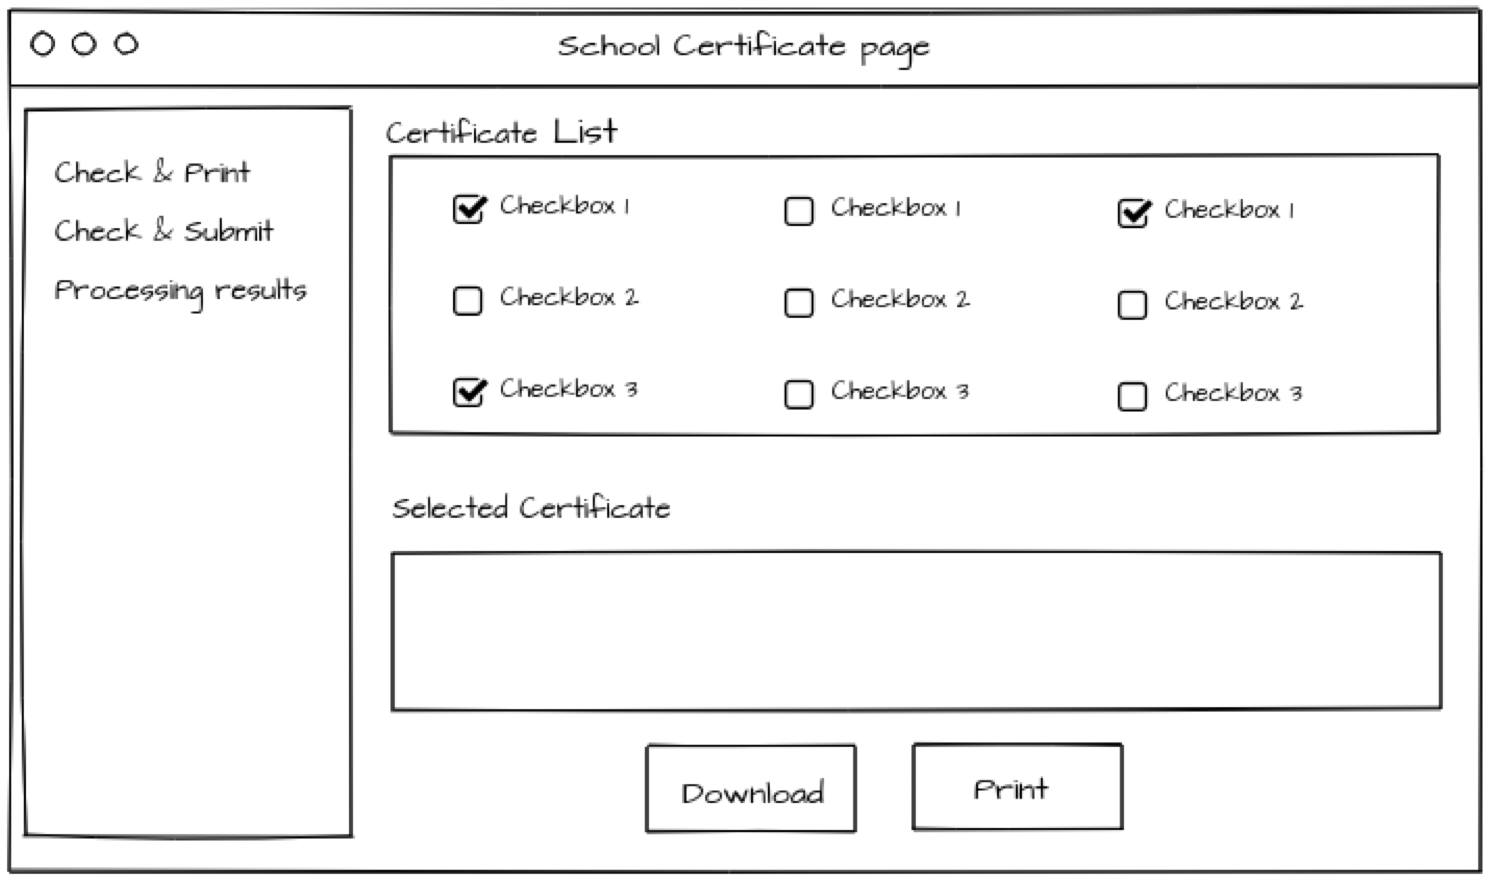 School Certificate page
Check & Print
Check & Submit
Processing results
Certificate List
Checkbox 1
Checkbox 2
Checkbox 3
Checkbox 1
Checkbox 2
Checkbox 3
Checkbox 1
Checkbox 2
Checkbox 3
Selected Certificate
Download
Print